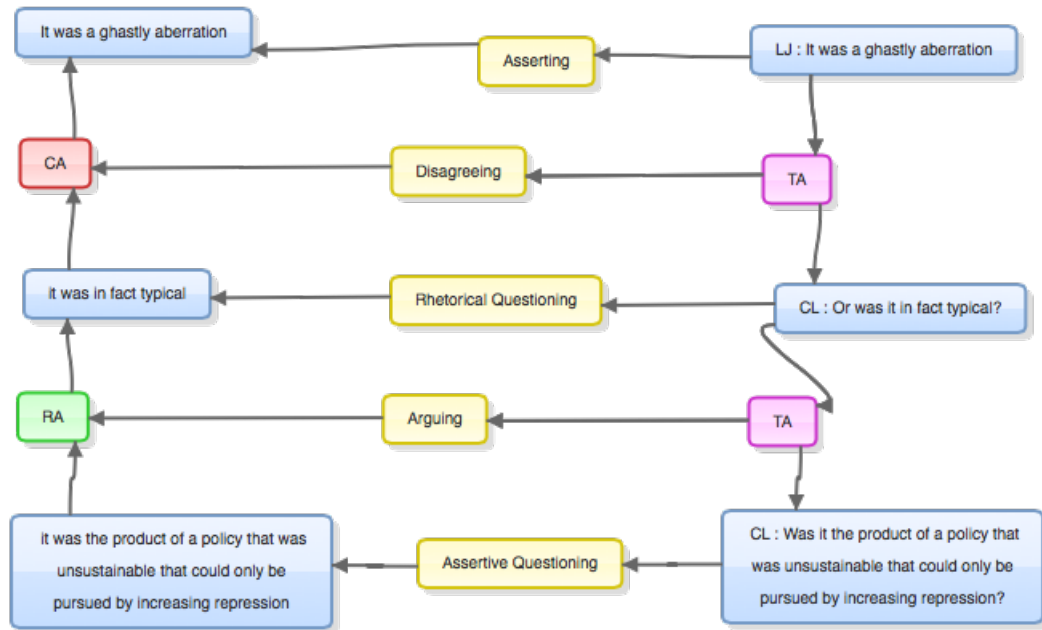 It was a ghastly aberration
Asserting
LJ : It was a ghastly aberration
CA
Disagreeing
TA
it was in fact typical
Rhetorical Questioning
CL : Or was it in fact typical?
RA
Arguing
TA
it was the product of a policy that was
unsustainable that could only be
pursued by increasing repression
Assertive Questioning
CL : Was it the product of a policy that
was unsustainable that could only be
pursued by increasing repression?